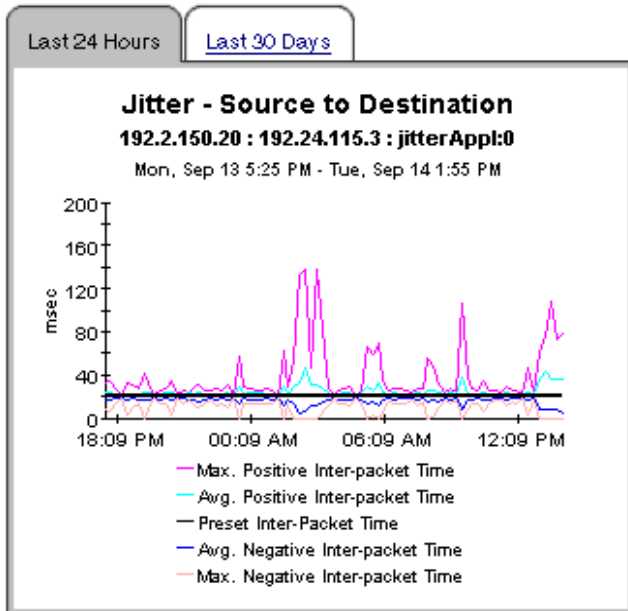 Last 24 Hours
Last 30 Days
Jitter - Source to Destination
192.2.150.20 : 192.24.115.3 : jitterAppl:0
Mon, Sep 13 5:25 PM - Tue, Sep 14 1:55 PM
200
160
120
80
40
0
msec
18:09 PM 00:09 AM 06:09 AM 12:09 PM
Max. Positive Inter-packet Time
Avg. Positive Inter-packet Time
Preset Inter-Packet Time
Avg. Negative Inter-packet Time
Max. Negative Inter-packet Time